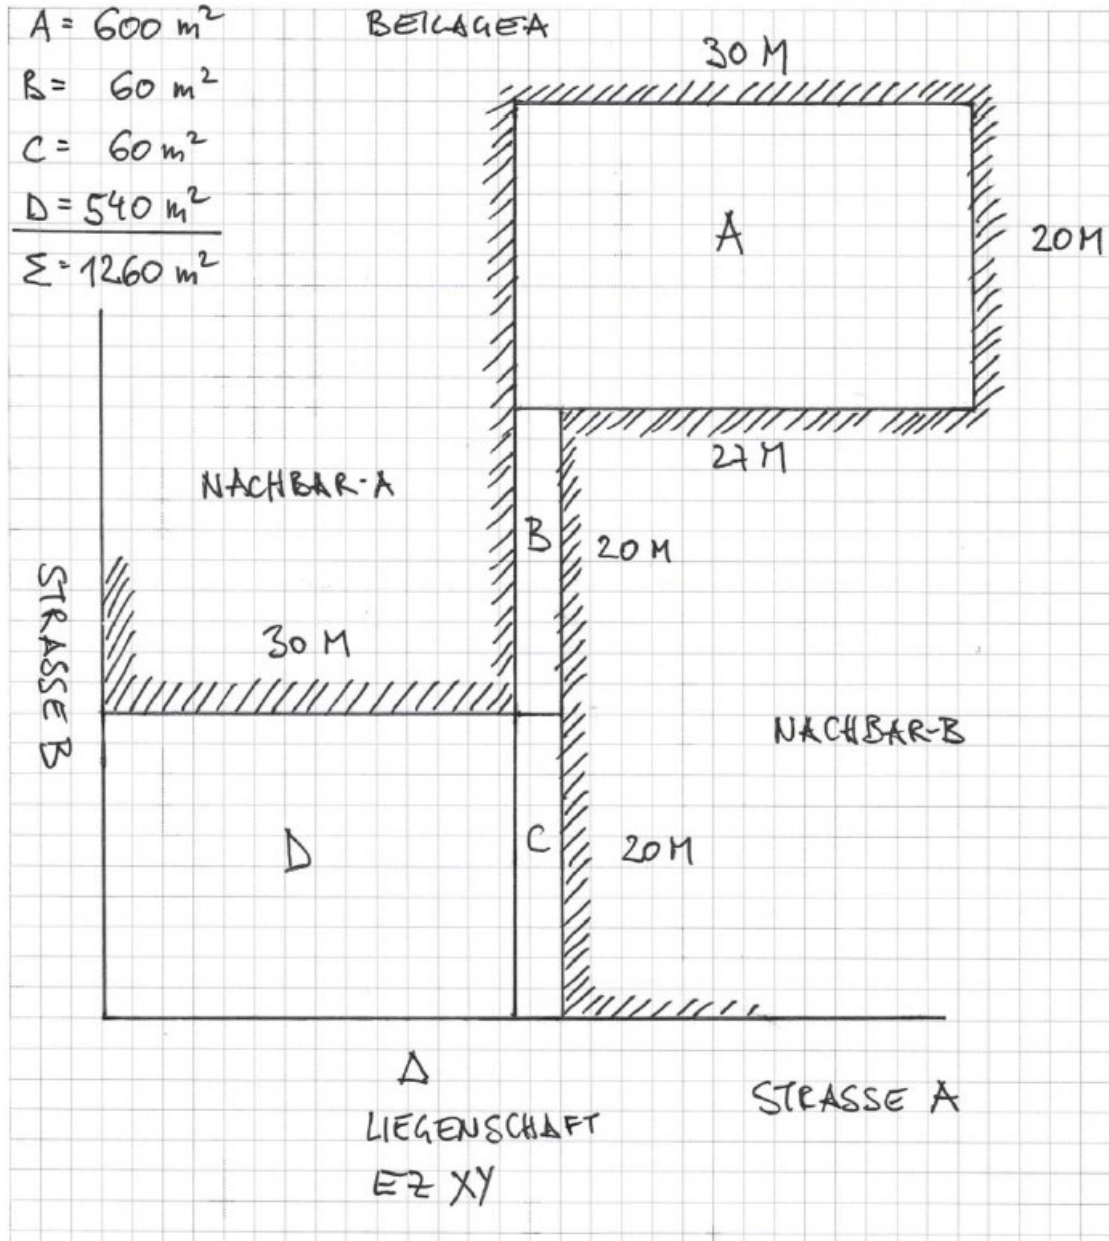 A = 600 m²
B = 60 m²
C = 60 m²
D = 540 m²
Σ = 1260 m²
BEILAGE A
30 M
A
20 M
27 M
NACHBAR-A
B
20 M
STRASSE B
30 M
NACHBAR-B
D
C
20 M
Δ
LIEGENSCHAFT
EZ XY
STRASSE A